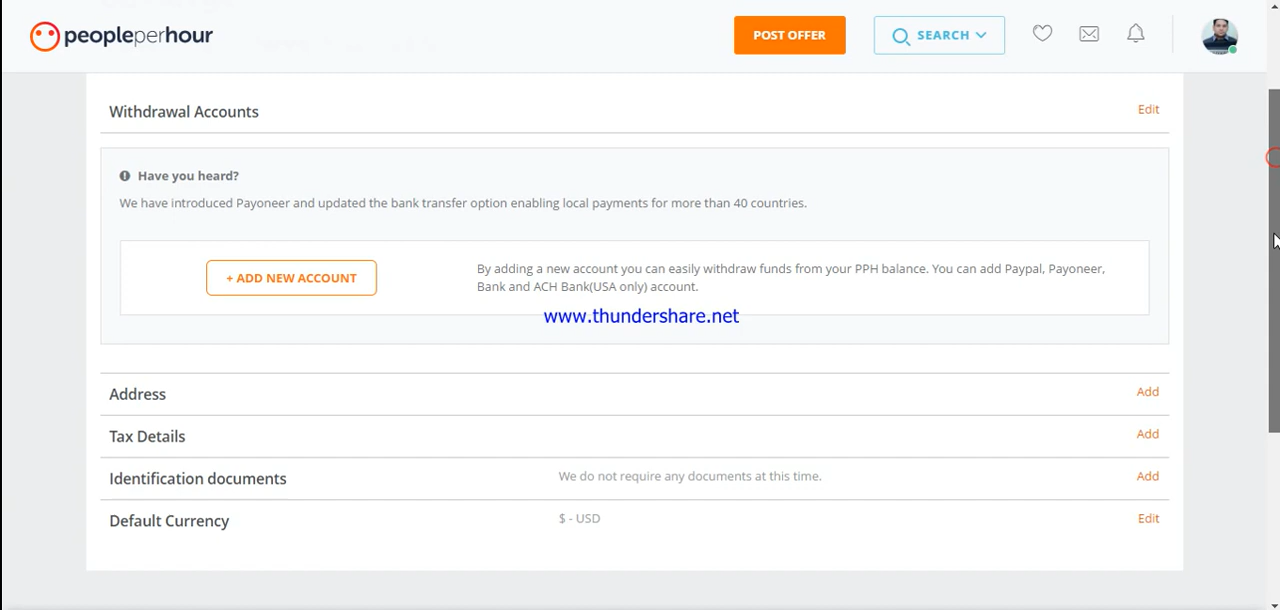 peopleperhour
POST OFFER
SEARCH
Withdrawal Accounts
Edit
Have you heard?
We have introduced Payoneer and updated the bank transfer option enabling local payments for more than 40 countries.
+ ADD NEW ACCOUNT
By adding a new account you can easily withdraw funds from your PPH balance. You can add Paypal, Payoneer,
Bank and ACH Bank(USA only) account.
www.thundershare.net
Address
Add
Tax Details
Add
Identification documents
We do not require any documents at this time.
Add
Default Currency
$ - USD
Edit